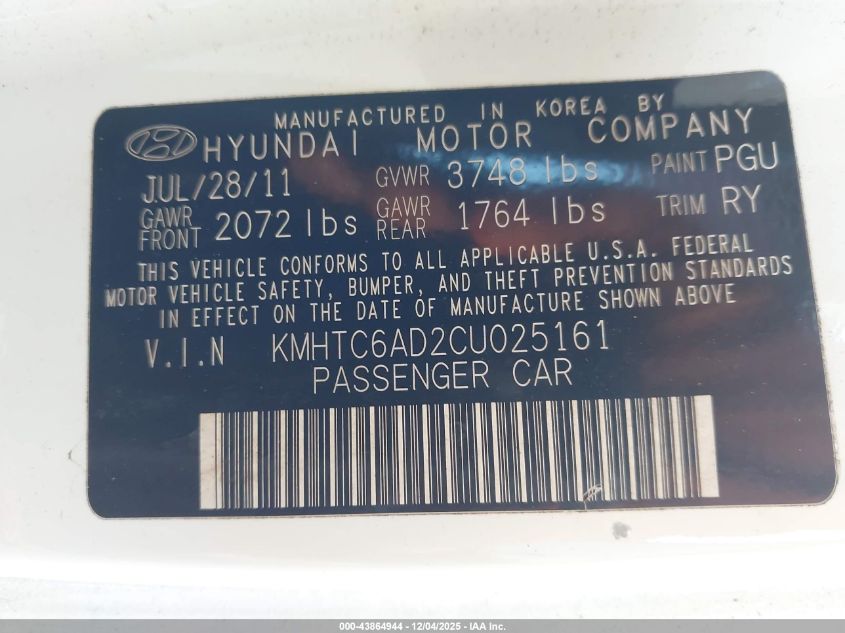 MANUFACTURED IN KOREA BY
HYUNDAI MOTOR COMPANY
JUL/28/11 GVWR 3748 lbs PAINT PGU
GAWR FRONT 2072 lbs GAWR REAR 1764 lbs TRIM RY
THIS VEHICLE CONFORMS TO ALL APPLICABLE U.S.A. FEDERAL
MOTOR VEHICLE SAFETY, BUMPER, AND THEFT PREVENTION STANDARDS
IN EFFECT ON THE DATE OF MANUFACTURE SHOWN ABOVE
V.I.N KMHTC6AD2CU025161
PASSENGER CAR
000-43864944 - 12/04/2025 - IAA Inc.